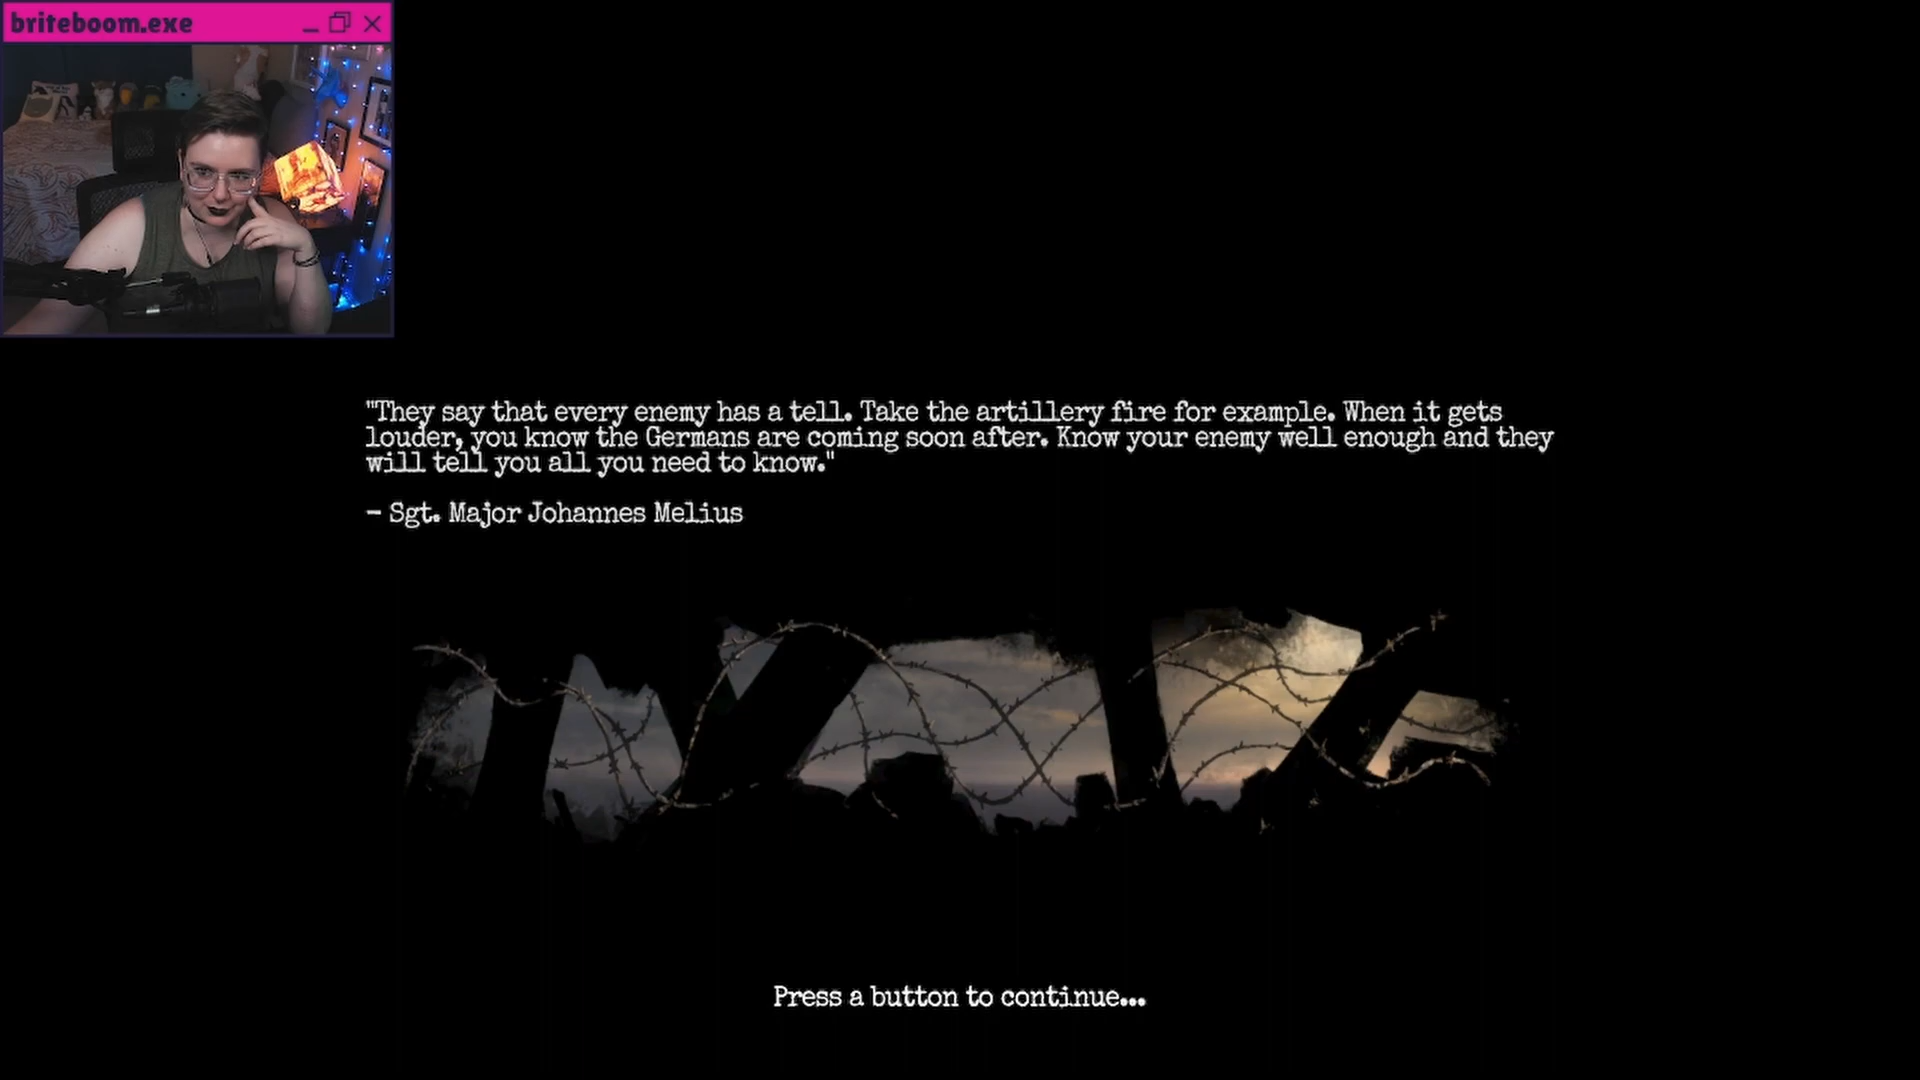 briteboom.exe
"They say that every enemy has a tell. Take the artillery fire for example. When it gets
louder, you know the Germans are coming soon after. Know your enemy well enough and they
will tell you all you need to know."
- Sgt. Major Johannes Melius
Press a button to continue...